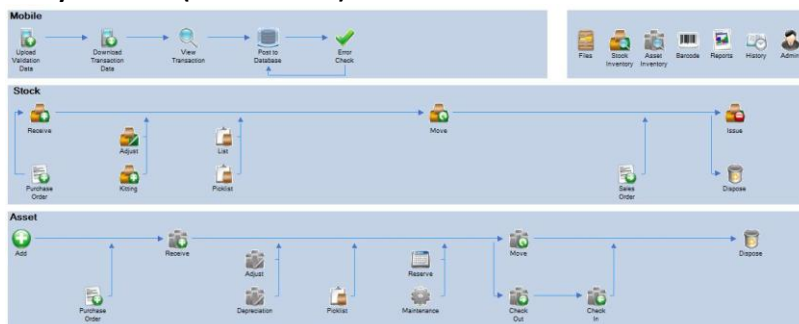 Mobile
Upload
Validation
Data
Download
Transaction
Data
View
Transaction
Post to
Database
Error
Check
Files
Stock
Inventory
Asset
Inventory
Barcode
Reports
History
Admin
Stock
Receive
Adjust
List
Move
Issue
Purchase
Order
Kitting
Picklist
Sales
Order
Dispose
Asset
Add
Receive
Adjust
Reserve
Move
Dispose
Purchase
Order
Depreciation
Picklist
Maintenance
Check
Out
Check
In